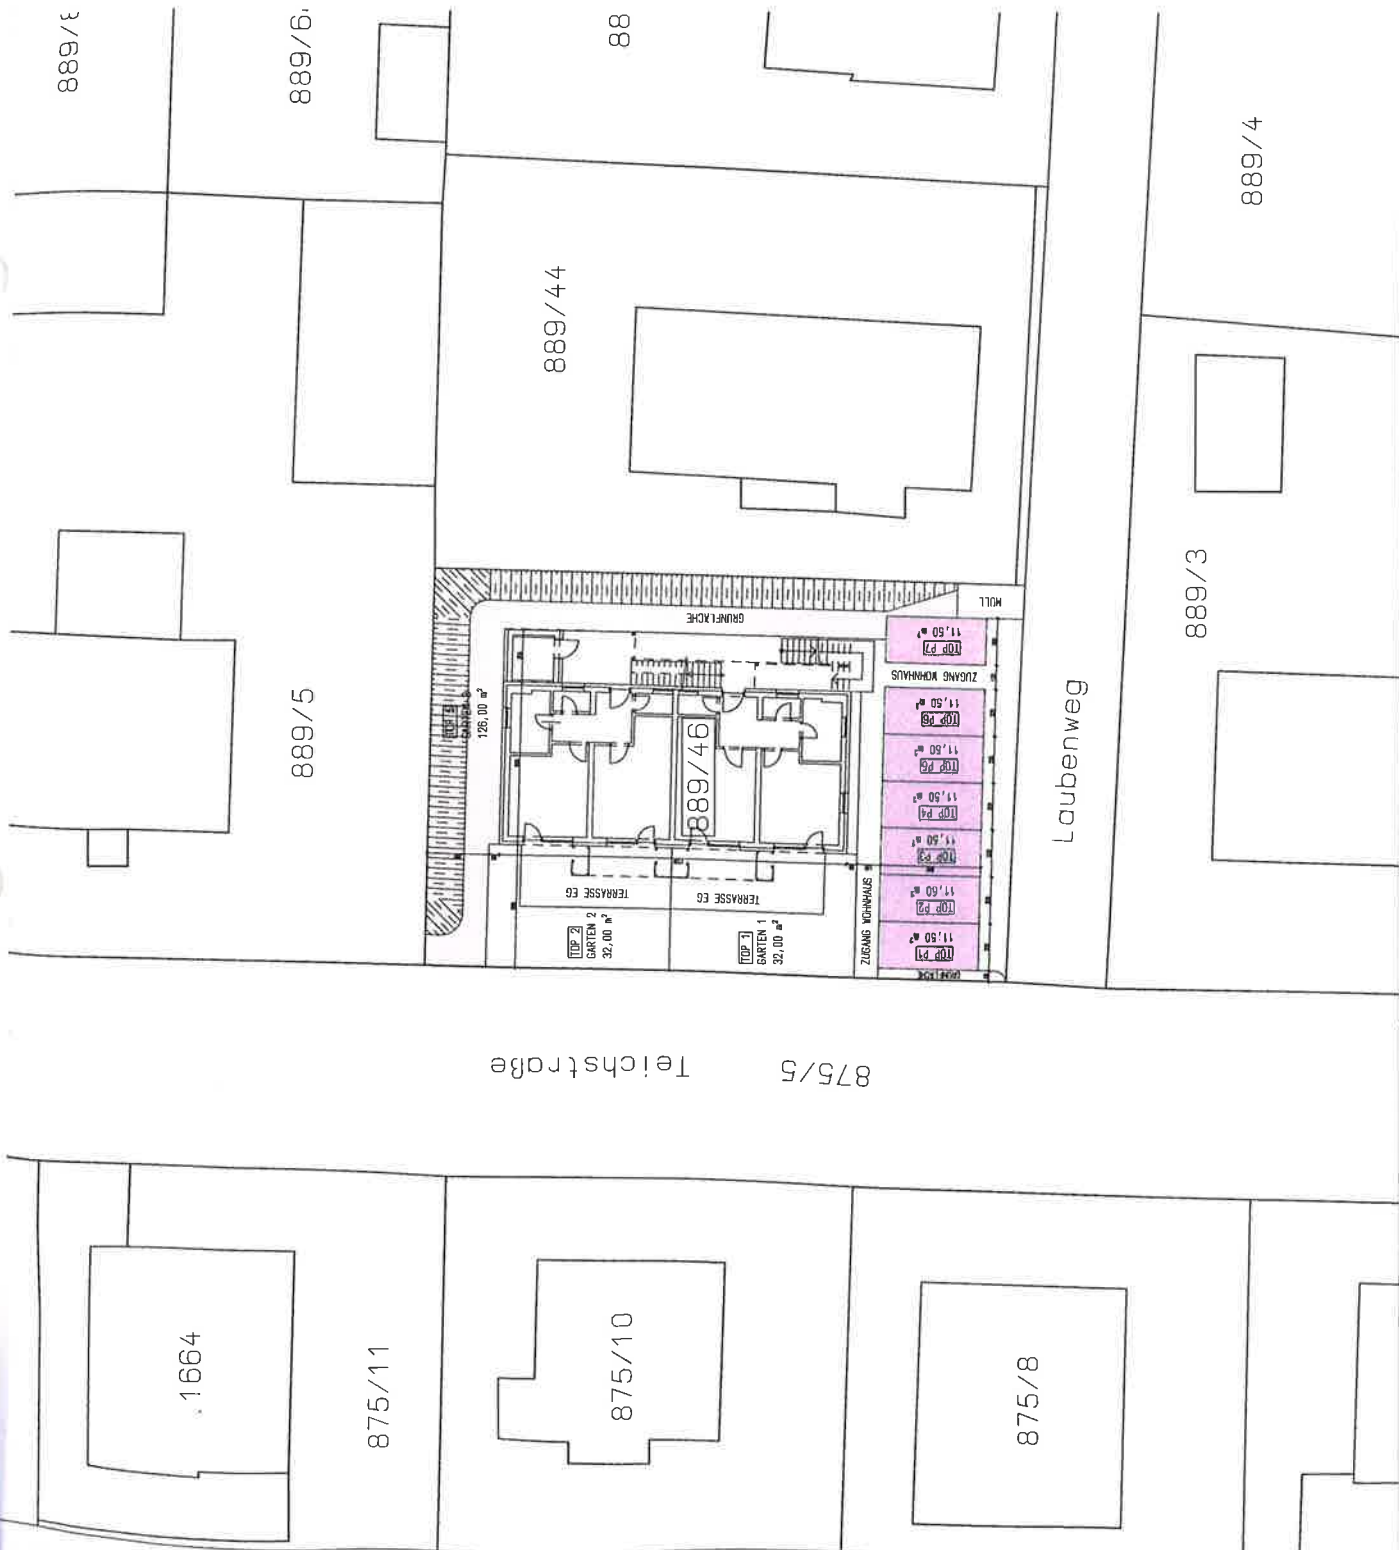 889/6
88
889/4
889/44
889/3
889/5
MÜLL
GRÜNFLÄCHE
TOP P7
11,50 m²
ZUGANG WOHNHAUS
TOP P6
11,50 m²
TOP P5
11,50 m²
TOP P4
11,50 m²
TOP P3
11,50 m²
TOP P2
11,50 m²
TOP P1
11,50 m²
GRÜNFLÄCHE
126,00 m²
889/46
TERRASSE EG
TERRASSE EG
TOP 2
GARTEN 2
32,00 m²
TOP 1
GARTEN 1
32,00 m²
ZUGANG WOHNHAUS
Laubenweg
Teichstraße
875/5
.1664
875/11
875/10
875/8